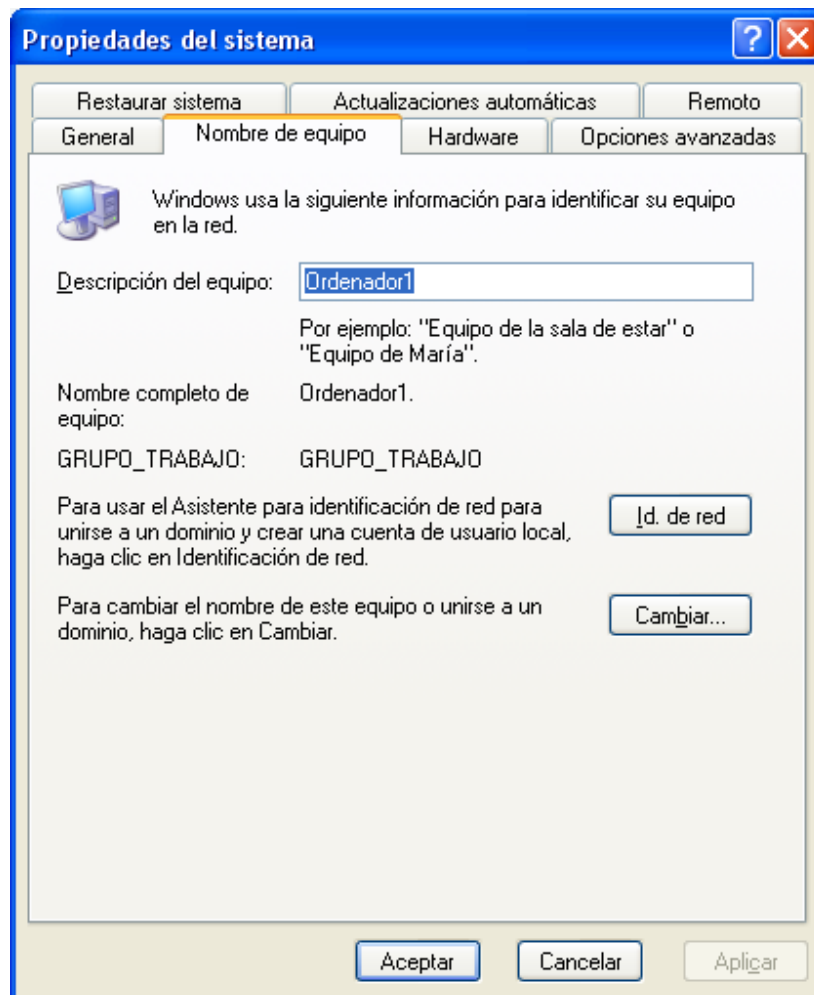 Propiedades del sistema
Restaurar sistema
Actualizaciones automáticas
Remoto
General
Nombre de equipo
Hardware
Opciones avanzadas
Windows usa la siguiente información para identificar su equipo
en la red.
Descripción del equipo:
Ordenador1
Por ejemplo: "Equipo de la sala de estar" o
"Equipo de María".
Nombre completo de
equipo:
Ordenador1.
GRUPO_TRABAJO:
GRUPO_TRABAJO
Para usar el Asistente para identificación de red para
unirse a un dominio y crear una cuenta de usuario local,
haga clic en Identificación de red.
Id. de red
Para cambiar el nombre de este equipo o unirse a un
dominio, haga clic en Cambiar.
Cambiar...
Aceptar
Cancelar
Aplicar